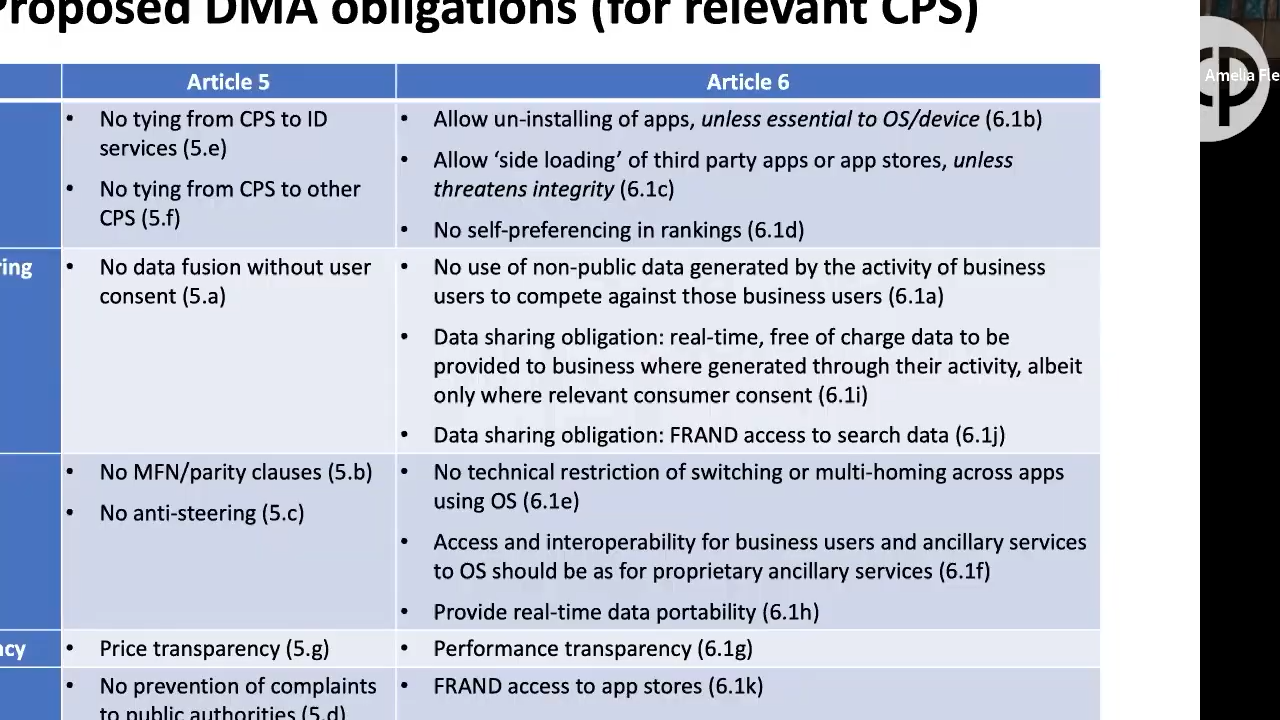 Proposed DMA obligations (for relevant CPS)
Article 5
Article 6
• No tying from CPS to ID
services (5.e)
• No tying from CPS to other
CPS (5.f)
• Allow un-installing of apps, unless essential to OS/device (6.1b)
• Allow ‘side loading’ of third party apps or app stores, unless
threatens integrity (6.1c)
• No self-preferencing in rankings (6.1d)
ring
• No data fusion without user
consent (5.a)
• No use of non-public data generated by the activity of business
users to compete against those business users (6.1a)
• Data sharing obligation: real-time, free of charge data to be
provided to business where generated through their activity, albeit
only where relevant consumer consent (6.1i)
• Data sharing obligation: FRAND access to search data (6.1j)
• No MFN/parity clauses (5.b)
• No anti-steering (5.c)
• No technical restriction of switching or multi-homing across apps
using OS (6.1e)
• Access and interoperability for business users and ancillary services
to OS should be as for proprietary ancillary services (6.1f)
• Provide real-time data portability (6.1h)
ncy
• Price transparency (5.g)
• Performance transparency (6.1g)
• No prevention of complaints
to public authorities (5.d)
• FRAND access to app stores (6.1k)
CP
Amelia Fle